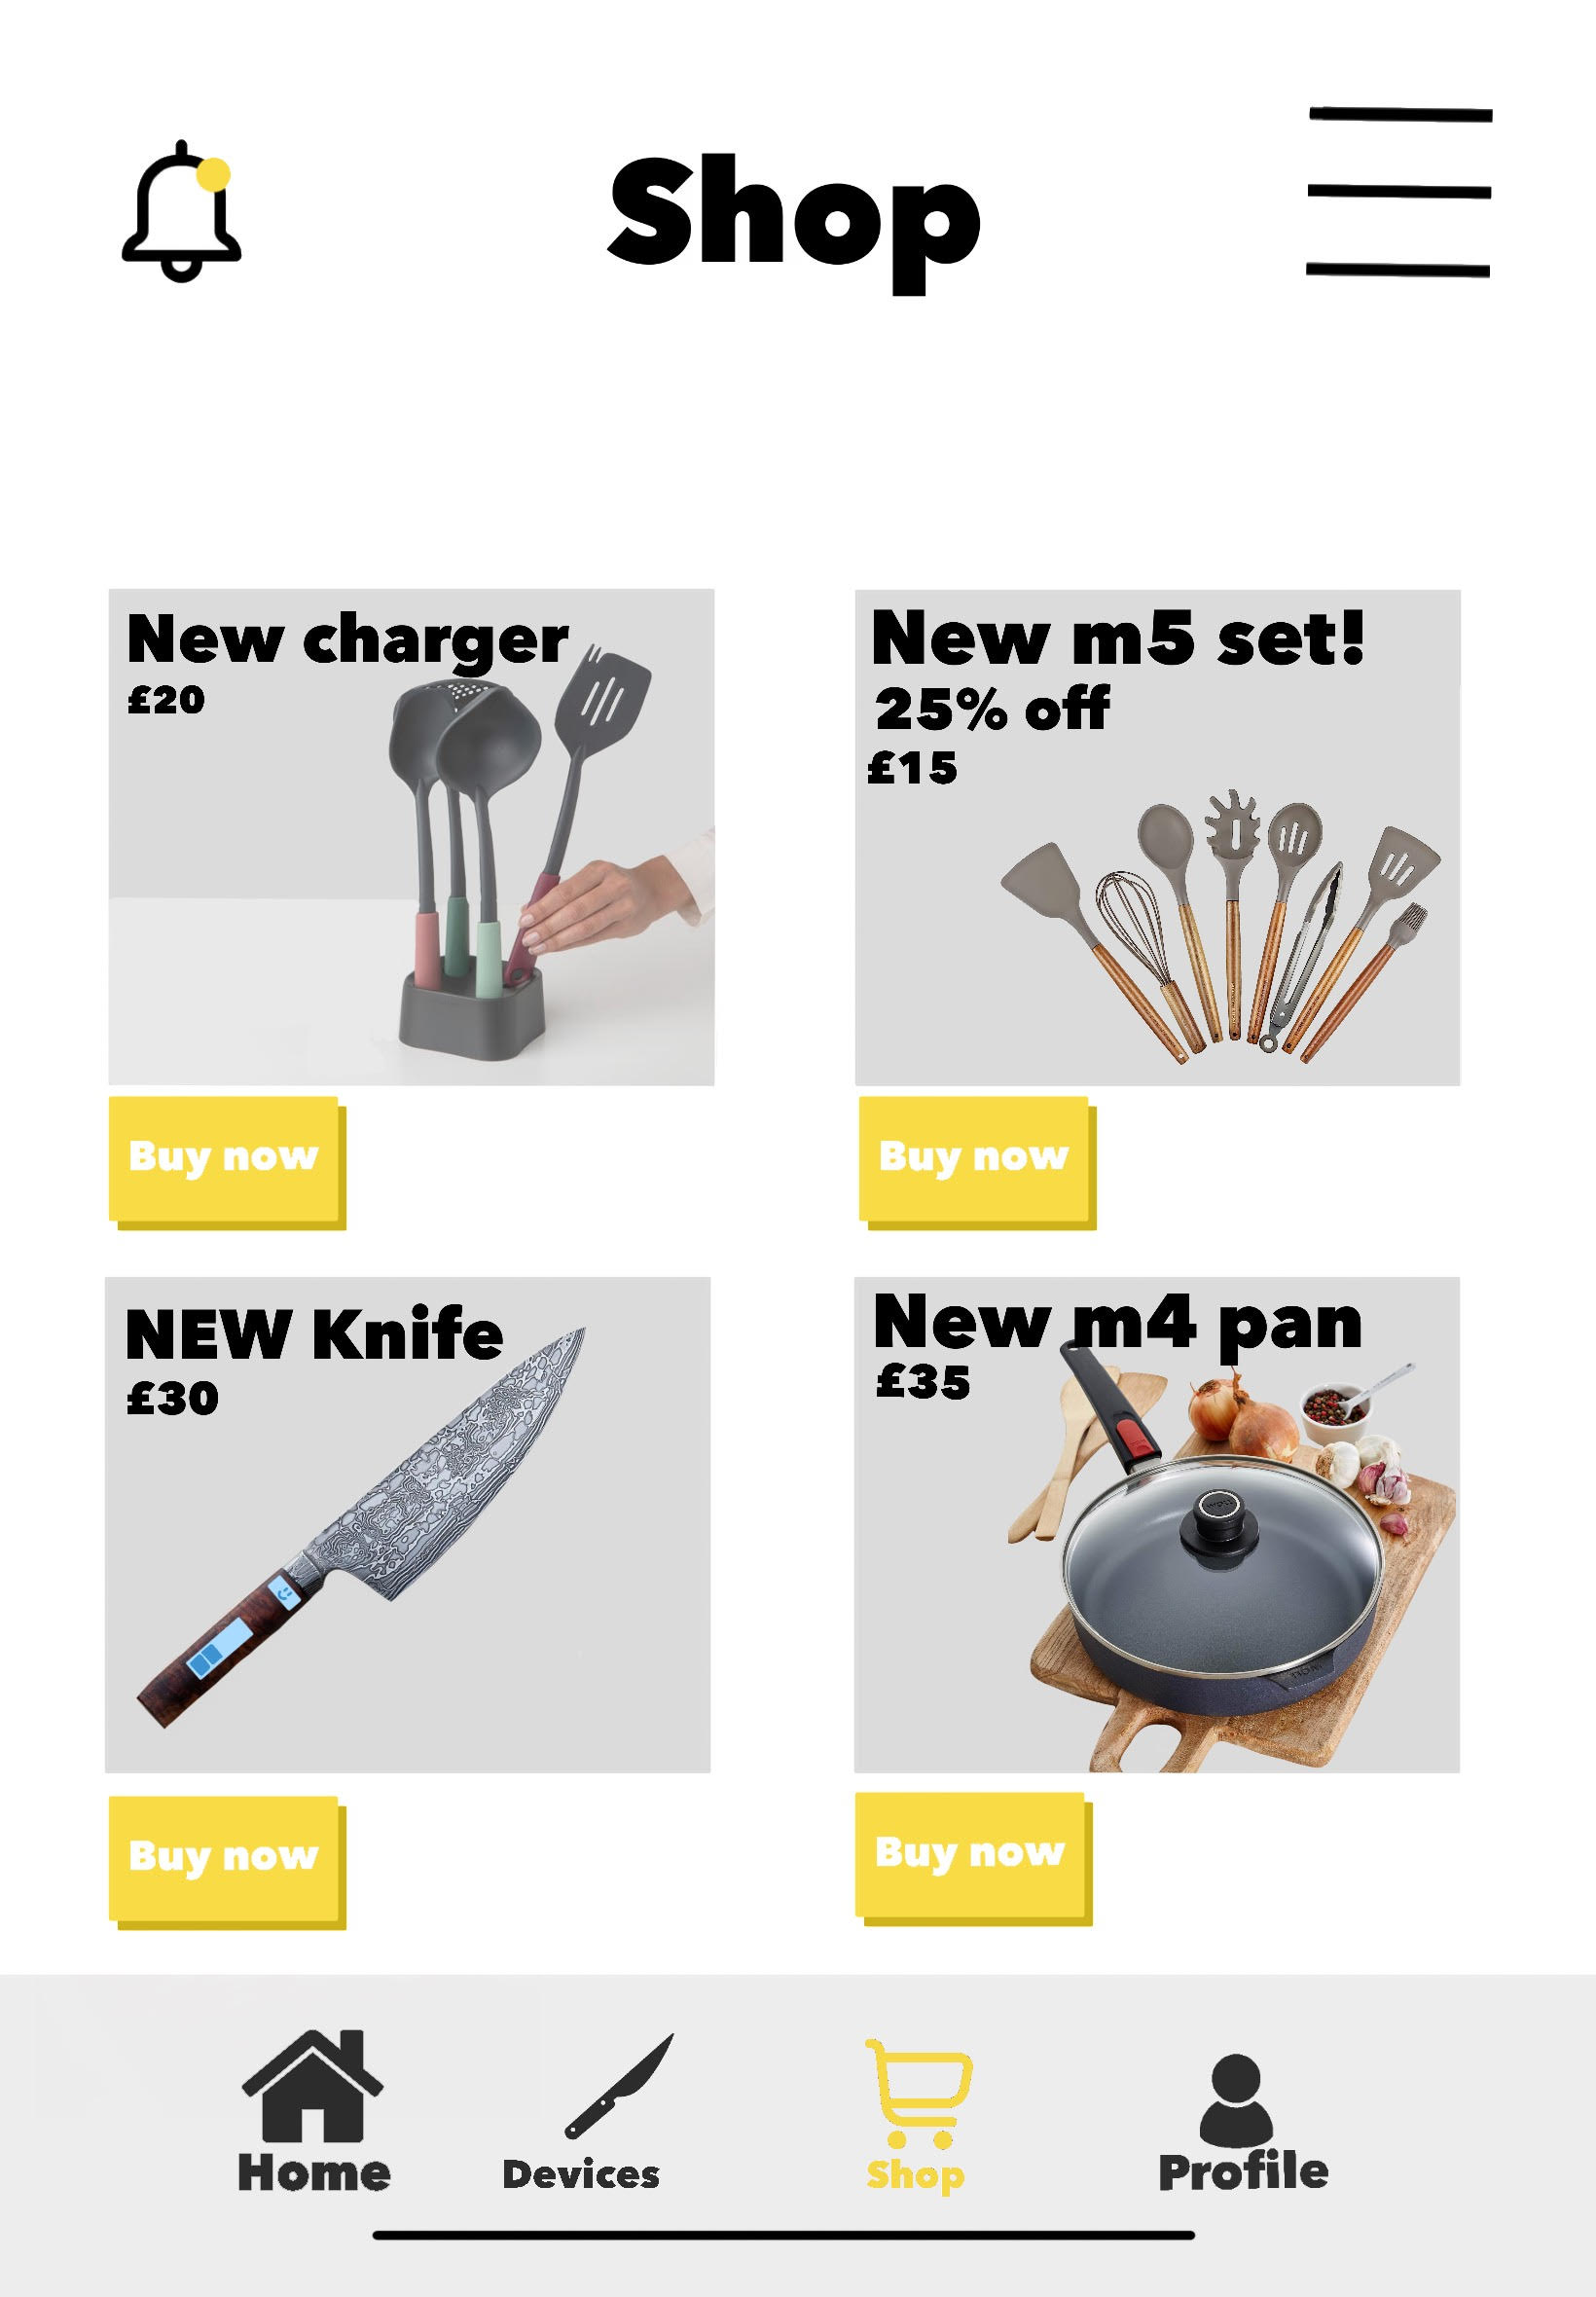 Shop
New charger
£20
New m5 set!
25% off
£15
Buy now
Buy now
NEW Knife
£30
New m4 pan
£35
Buy now
Buy now
Home
Devices
Shop
Profile